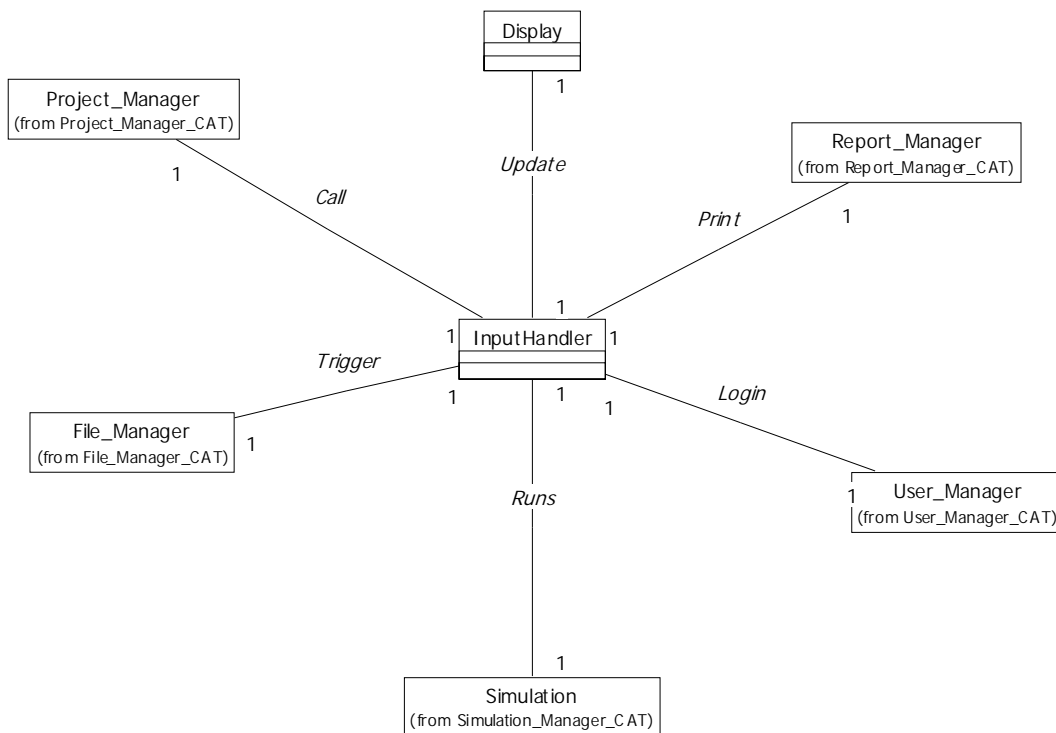 Display
1
Project_Manager
(from Project_Manager_CAT)
1
Report_Manager
(from Report_Manager_CAT)
1
Update
Call
Print
1
1
InputHandler
1
Trigger
1
1
1
Login
File_Manager
(from File_Manager_CAT)
1
User_Manager
(from User_Manager_CAT)
1
Runs
1
Simulation
(from Simulation_Manager_CAT)